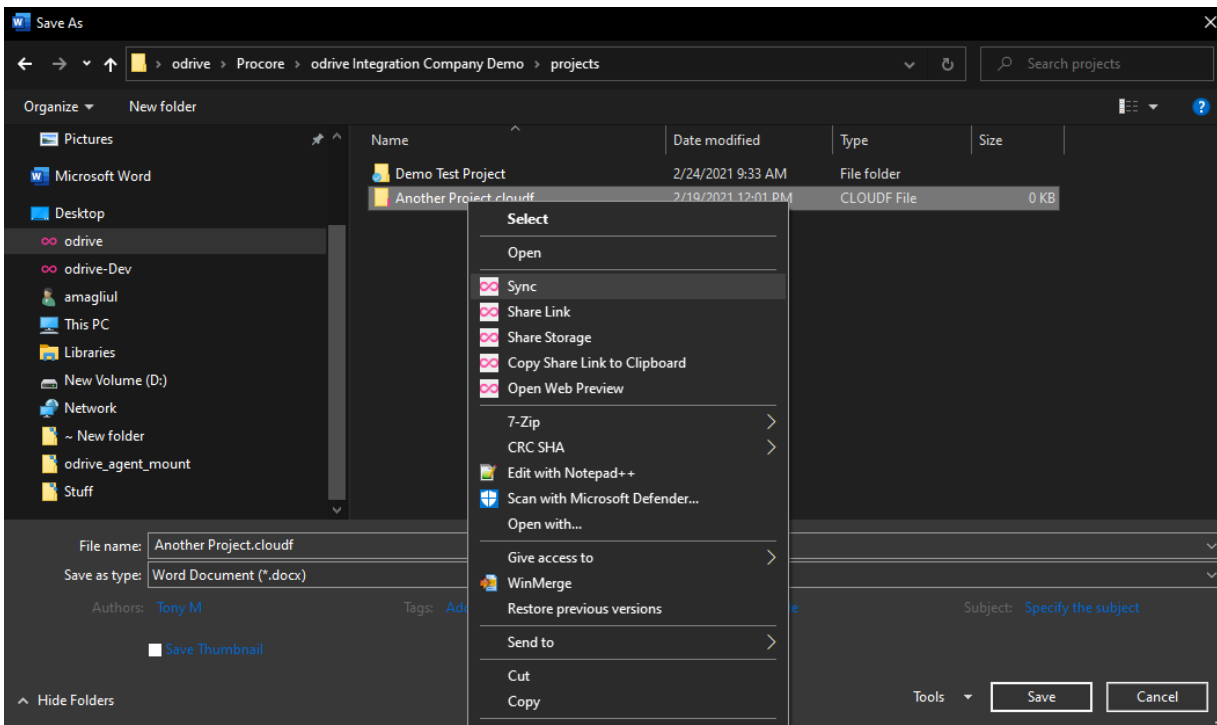 Save As
odrive > Procore > odrive Integration Company Demo > projects
Search projects
Organize
New folder
Name
Date modified
Type
Size
Pictures
Microsoft Word
Desktop
odrive
odrive-Dev
amagliul
This PC
Libraries
New Volume (D:)
Network
~ New folder
odrive_agent_mount
Stuff
Demo Test Project 2/24/2021 9:33 AM File folder
Another Project.cloudf 2/19/2021 12:01 PM CLOUDF File 0 KB
Select
Open
Sync
Share Link
Share Storage
Copy Share Link to Clipboard
Open Web Preview
7-Zip
CRC SHA
Edit with Notepad++
Scan with Microsoft Defender...
Open with...
Give access to
WinMerge
Restore previous versions
Send to
Cut
Copy
File name: Another Project.cloudf
Save as type: Word Document (*.docx)
Authors: Tony M
Tags:
Subject: Specify the subject
Save Thumbnail
Hide Folders
Tools
Save
Cancel